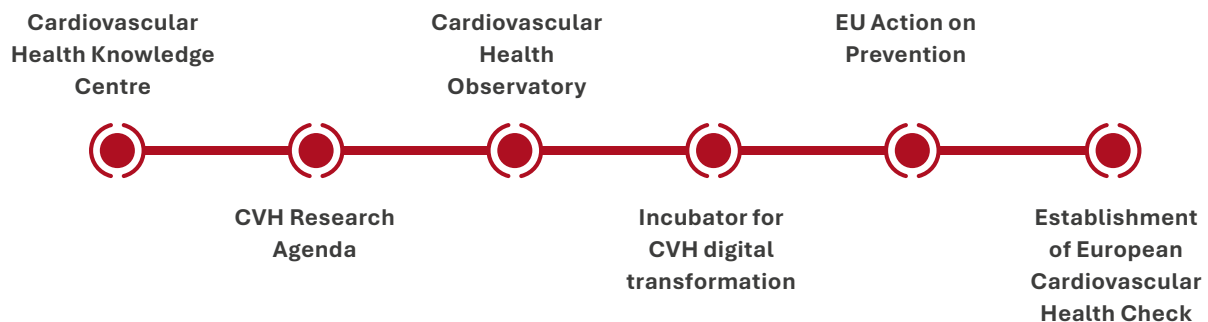 Cardiovascular
Health Knowledge
Centre
CVH Research
Agenda
Cardiovascular
Health
Observatory
Incubator for
CVH digital
transformation
EU Action on
Prevention
Establishment
of European
Cardiovascular
Health Check